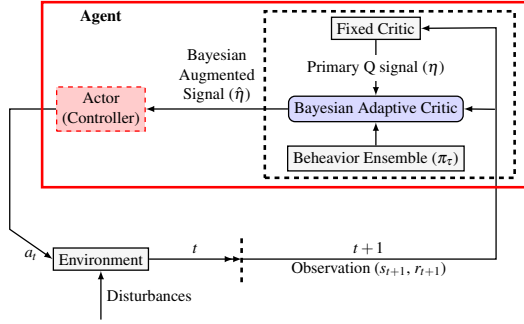 Agent
Fixed Critic
Primary Q signal (η)
Bayesian
Augmented
Signal (η̂)
Actor
(Controller)
Bayesian Adaptive Critic
Beheavior Ensemble (π_τ)
a_t
Environment
t
t + 1
Observation (s_{t+1}, r_{t+1})
Disturbances